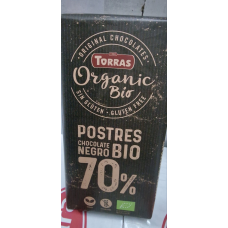 ORIGINAL CHOCOLATES
TORRAS
Organic
Bio
SIN GLUTEN - GLUTEN FREE
POSTRES
CHOCOLATE
NEGRO BIO
70%